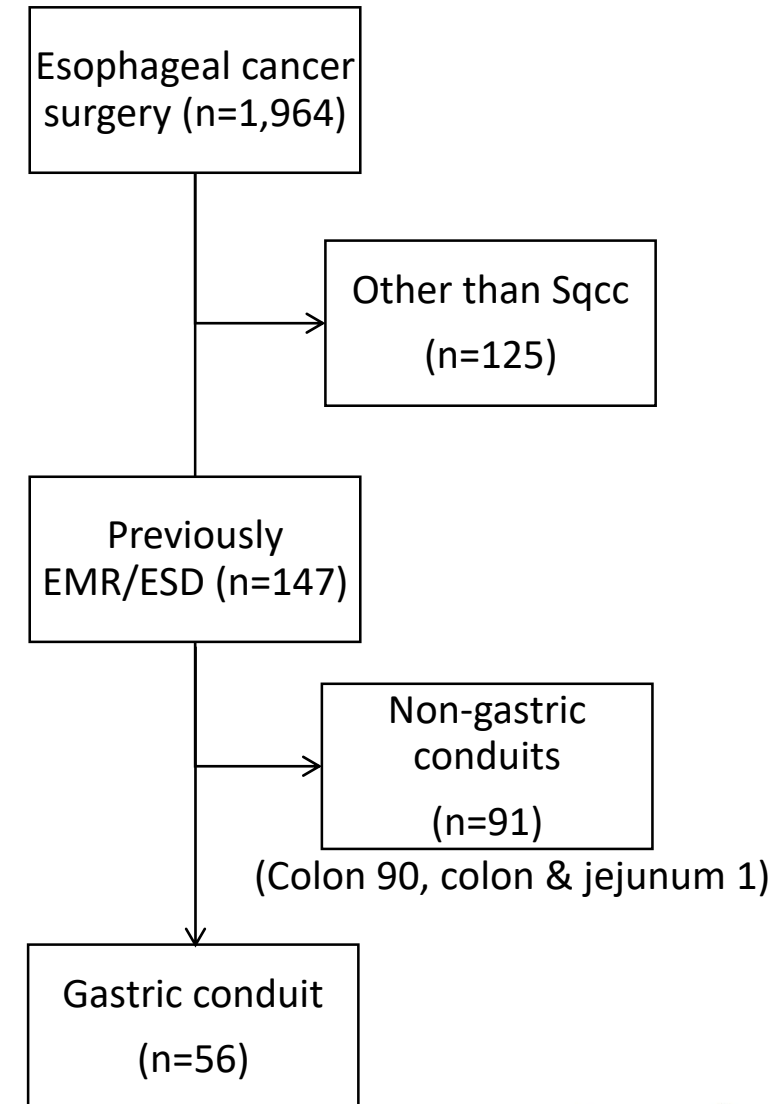 Esophageal cancer
surgery (n=1,964)
Other than Sqcc
(n=125)
Previously
EMR/ESD (n=147)
Non-gastric
conduits
(n=91)
(Colon 90, colon & jejunum 1)
Gastric conduit
(n=56)